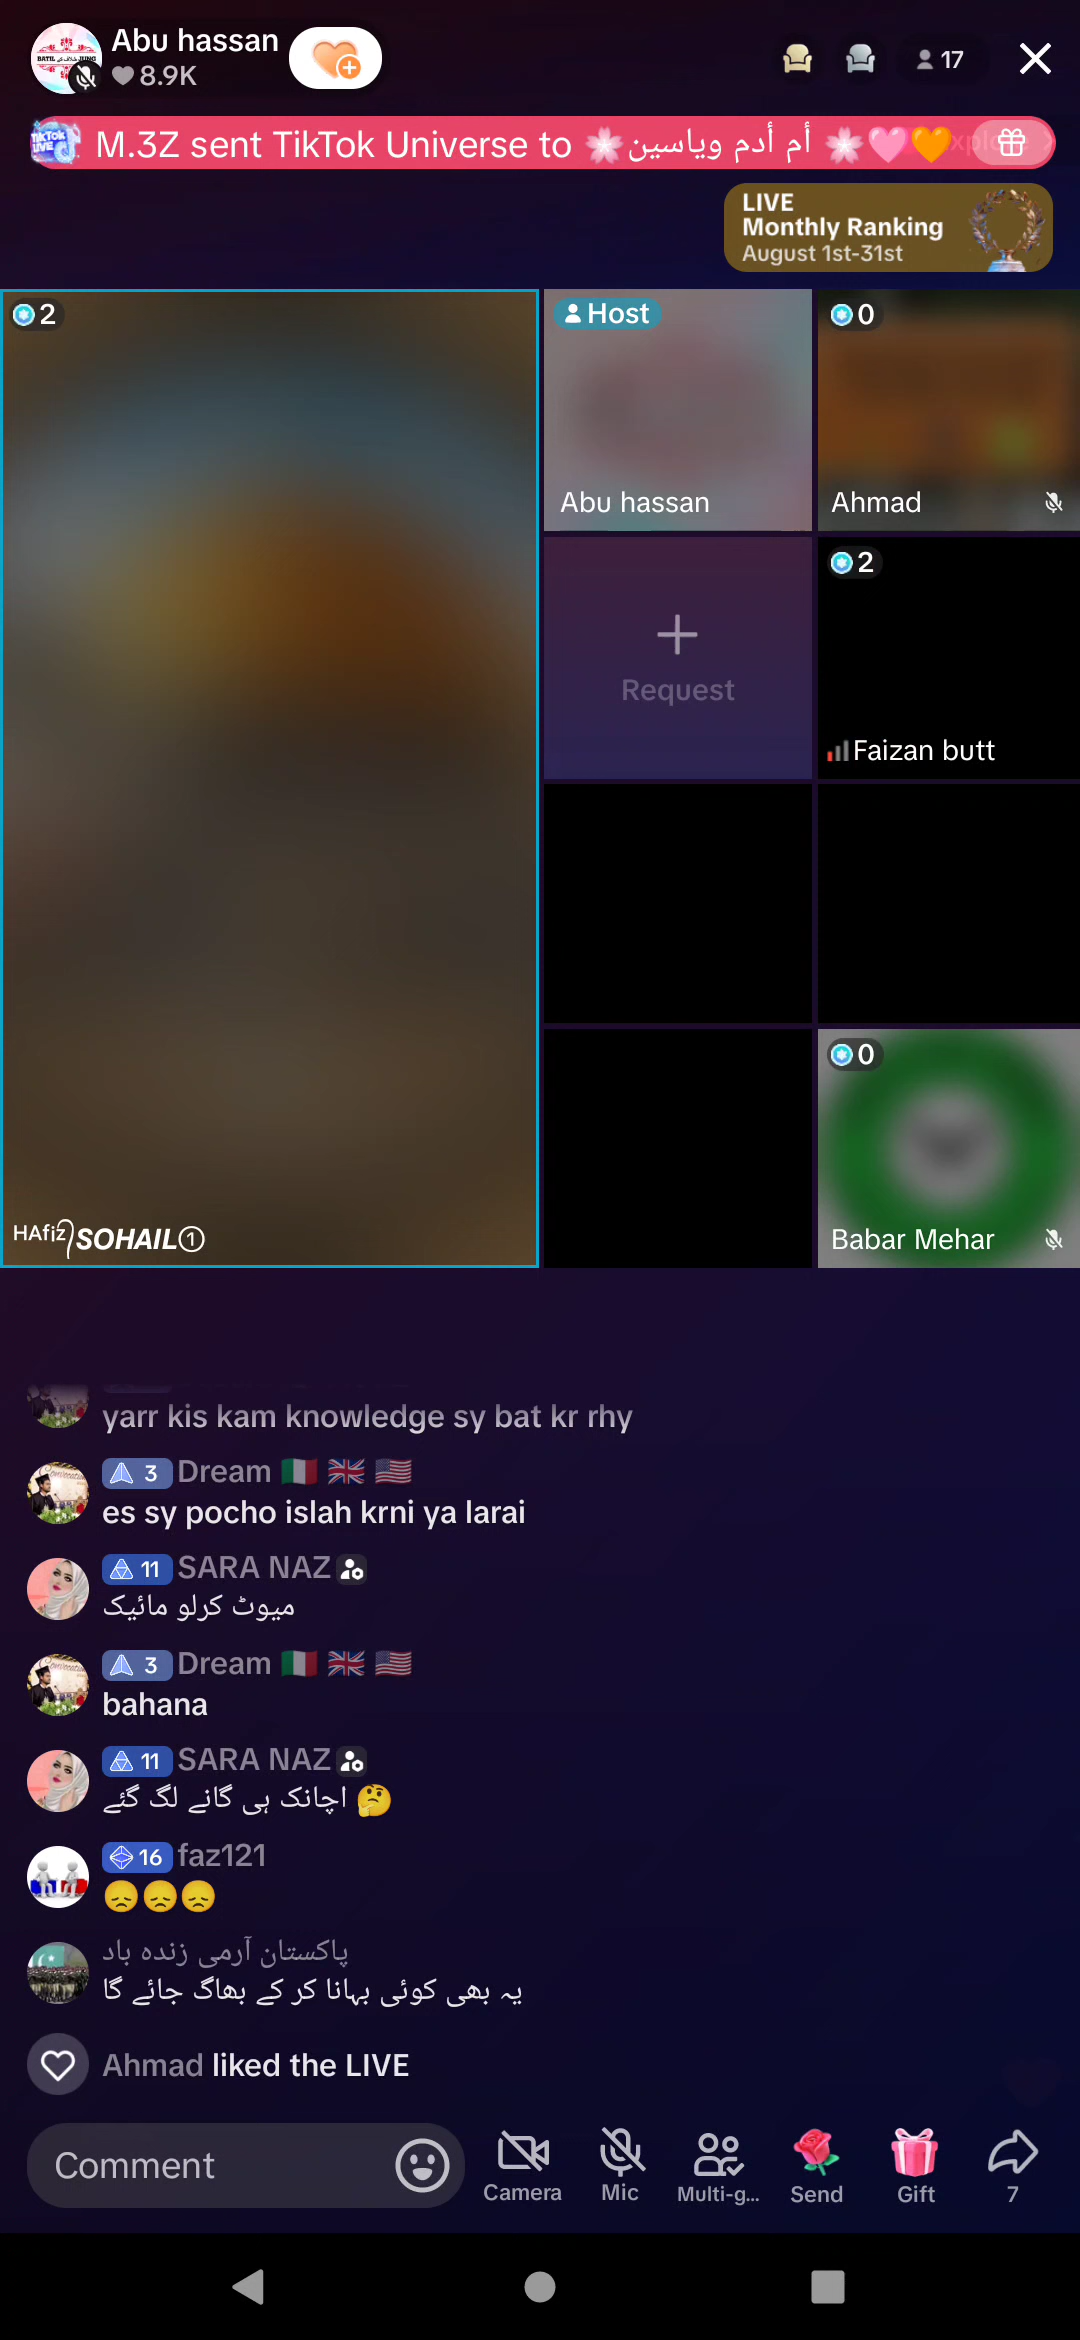 Abu hassan
8.9K
17
M.3Z sent TikTok Universe to 🌸أم أدم وياسين 🌸🩷🧡
LIVE
Monthly Ranking
August 1st-31st
2
Host
0
Abu hassan
Ahmad
2
Request
Faizan butt
0
HAfiz SOHAIL①
Babar Mehar
yarr kis kam knowledge sy bat kr rhy
3 Dream 🇮🇹 🇬🇧 🇺🇸
es sy pocho islah krni ya larai
11 SARA NAZ
میوٹ کرلو مائیک
3 Dream 🇮🇹 🇬🇧 🇺🇸
bahana
11 SARA NAZ
اچانک ہی گانے لگ گئے 🤔
16 faz121
😞😞😞
پاکستان آرمی زندہ باد
یہ بھی کوئی بہانا کر کے بھاگ جائے گا
Ahmad liked the LIVE
Comment
Camera
Mic
Multi-g...
Send
Gift
7